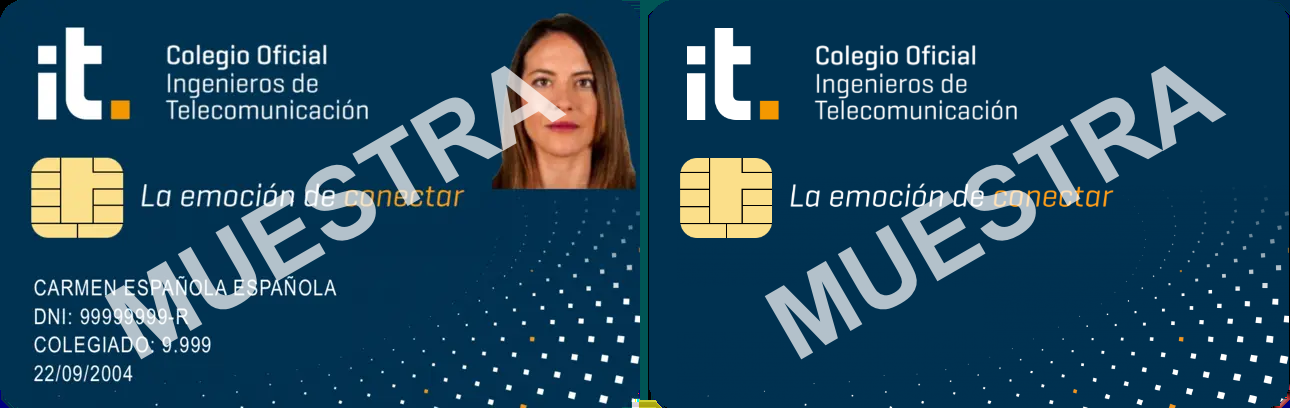 it.
Colegio Oficial
Ingenieros de
Telecomunicación
La emoción de conectar
CARMEN ESPAÑOLA ESPAÑOLA
DNI: 99999999-R
COLEGIADO: 9.999
22/09/2004
MUESTRA
it.
Colegio Oficial
Ingenieros de
Telecomunicación
La emoción de conectar
MUESTRA